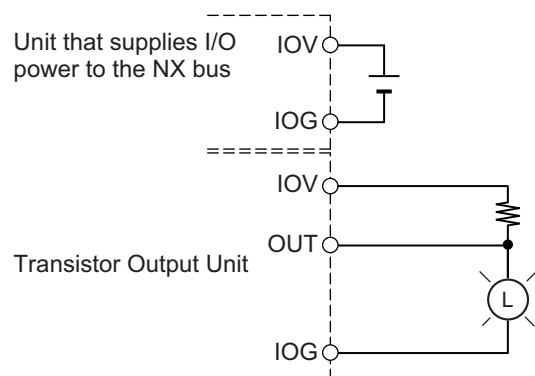 Unit that supplies I/O
power to the NX bus
IOV
IOG
IOV
OUT
Transistor Output Unit
L
IOG